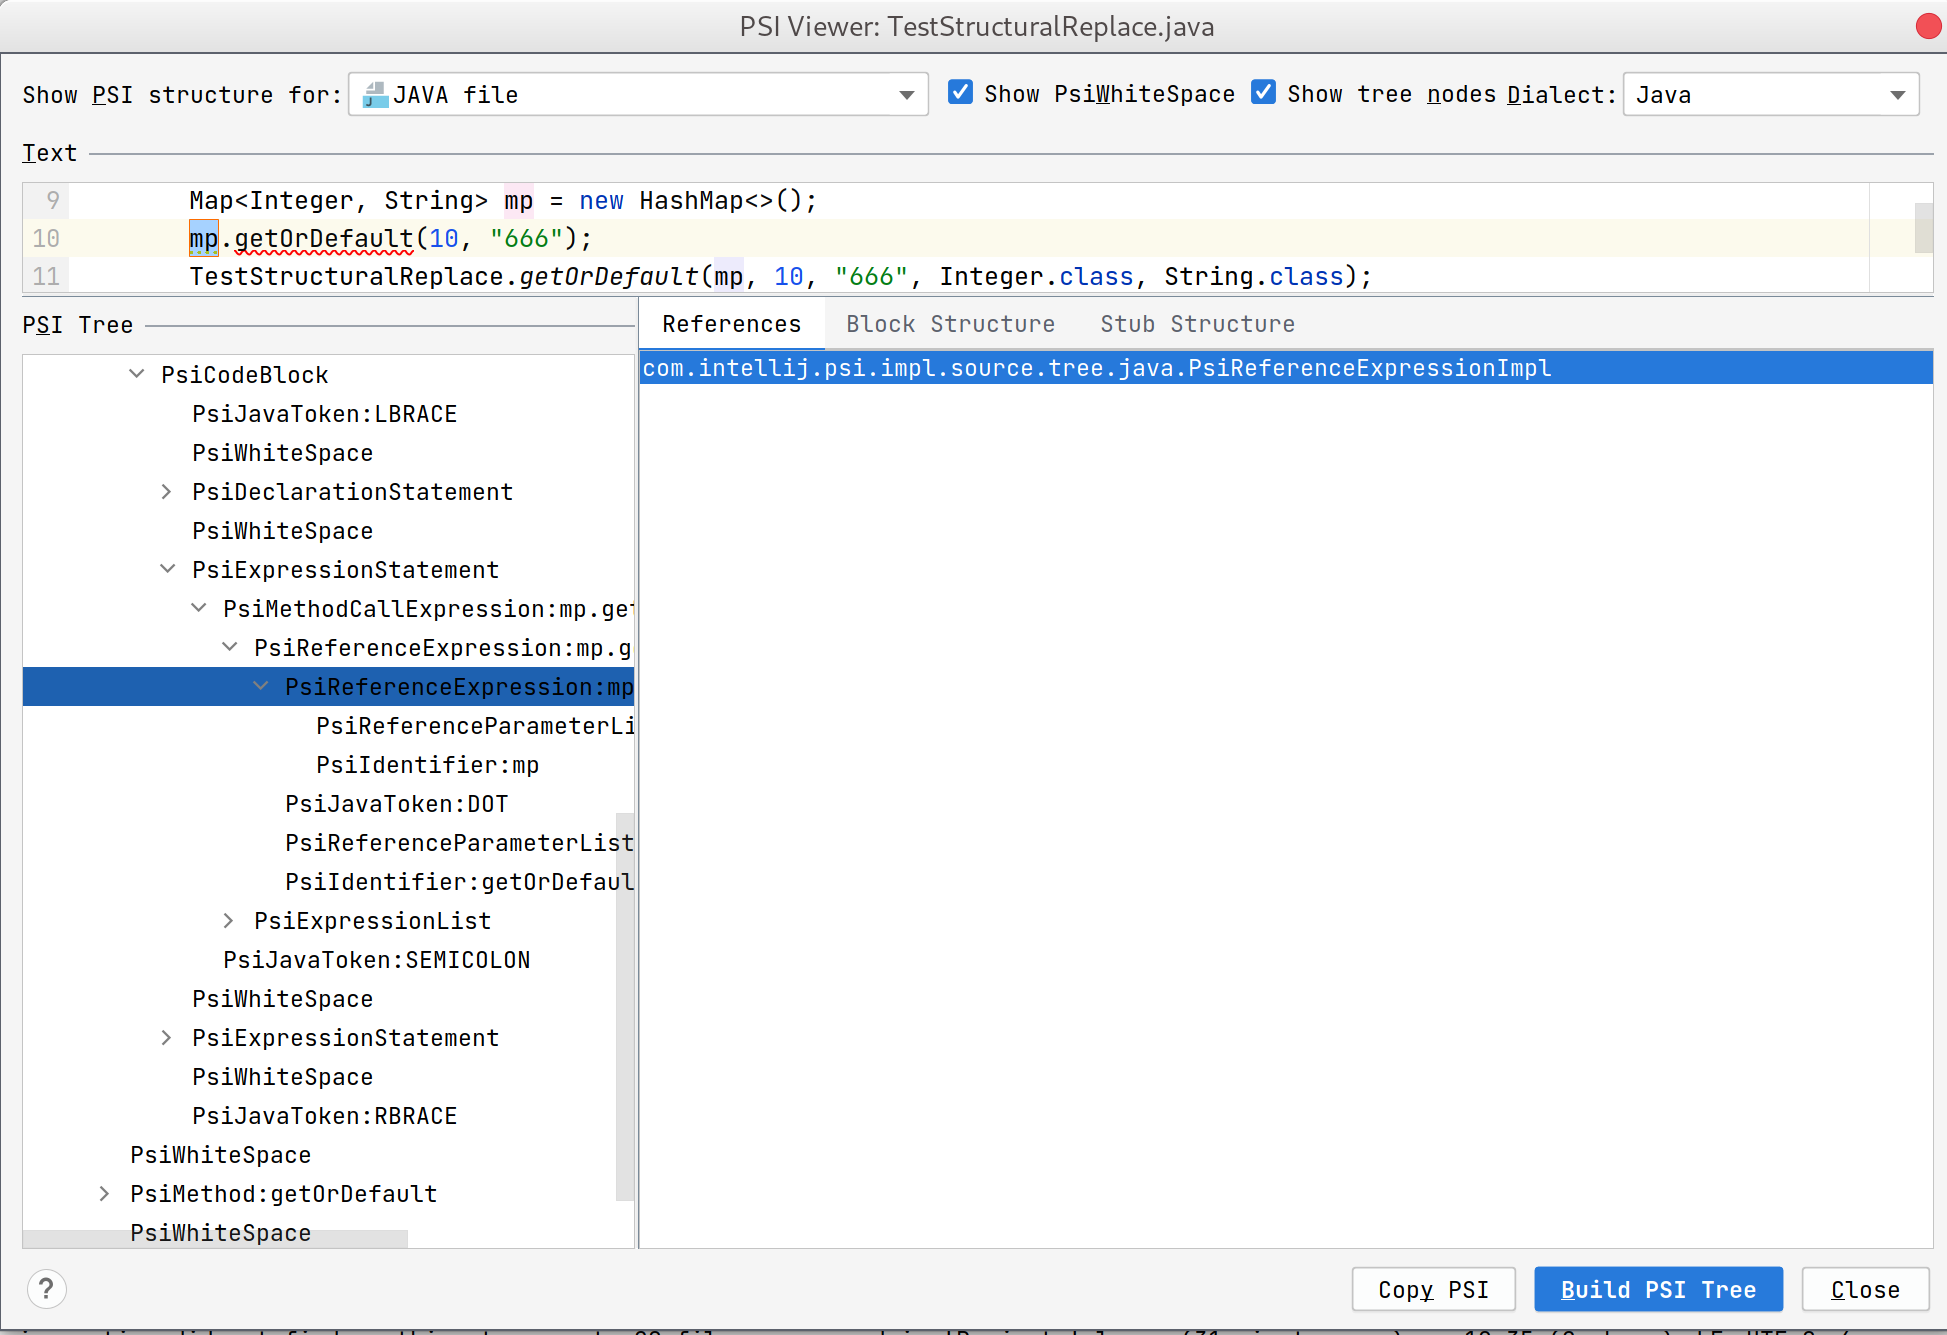 PSI Viewer: TestStructuralReplace.java
Show PSI structure for: JAVA file Show PsiWhiteSpace Show tree nodes Dialect: Java
Text
9 Map<Integer, String> mp = new HashMap<>();
10 mp.getOrDefault(10, "666");
11 TestStructuralReplace.getOrDefault(mp, 10, "666", Integer.class, String.class);
PSI Tree
References Block Structure Stub Structure
com.intellij.psi.impl.source.tree.java.PsiReferenceExpressionImpl
PsiCodeBlock
PsiJavaToken:LBRACE
PsiWhiteSpace
PsiDeclarationStatement
PsiWhiteSpace
PsiExpressionStatement
PsiMethodCallExpression:mp.get
PsiReferenceExpression:mp.g
PsiReferenceExpression:mp
PsiReferenceParameterLi
PsiIdentifier:mp
PsiJavaToken:DOT
PsiReferenceParameterList
PsiIdentifier:getOrDefaul
PsiExpressionList
PsiJavaToken:SEMICOLON
PsiWhiteSpace
PsiExpressionStatement
PsiWhiteSpace
PsiJavaToken:RBRACE
PsiWhiteSpace
PsiMethod:getOrDefault
PsiWhiteSpace
? Copy PSI Build PSI Tree Close